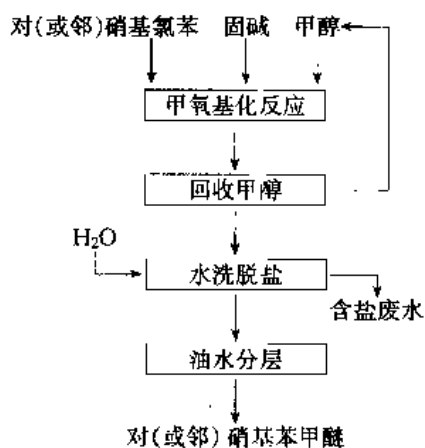 对(或邻)硝基氯苯 固碱 甲醇
甲氧基化反应
回收甲醇
H₂O
水洗脱盐
含盐废水
油水分层
对(或邻)硝基苯甲醚